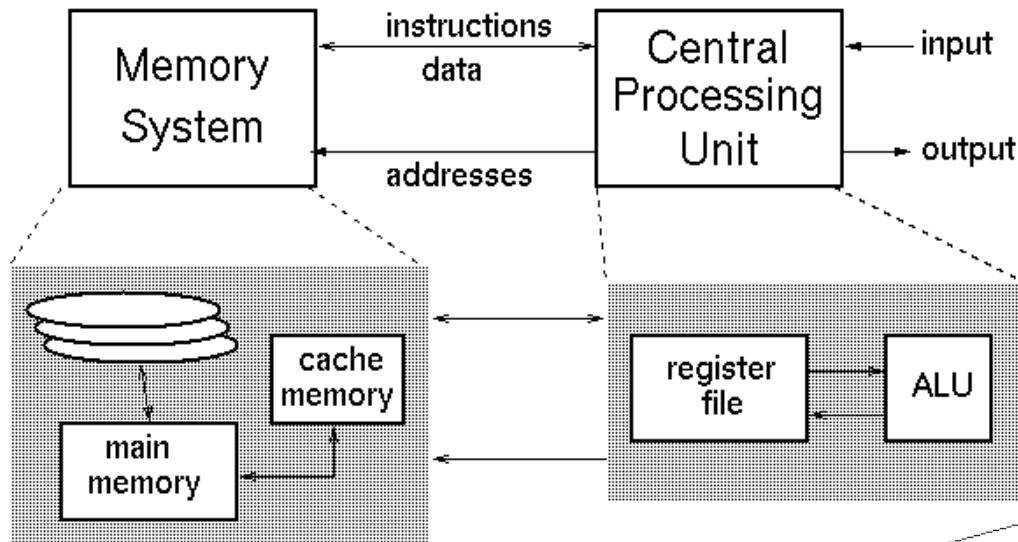 Memory
System
instructions
data
addresses
Central
Processing
Unit
input
output
cache
memory
main
memory
register
file
ALU